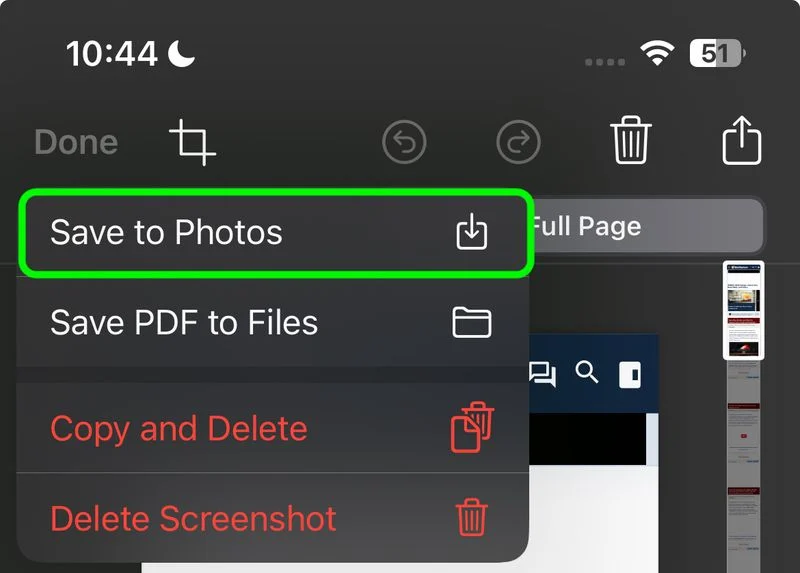 10:44
51
Done
Full Page
Save to Photos
Save PDF to Files
Copy and Delete
Delete Screenshot